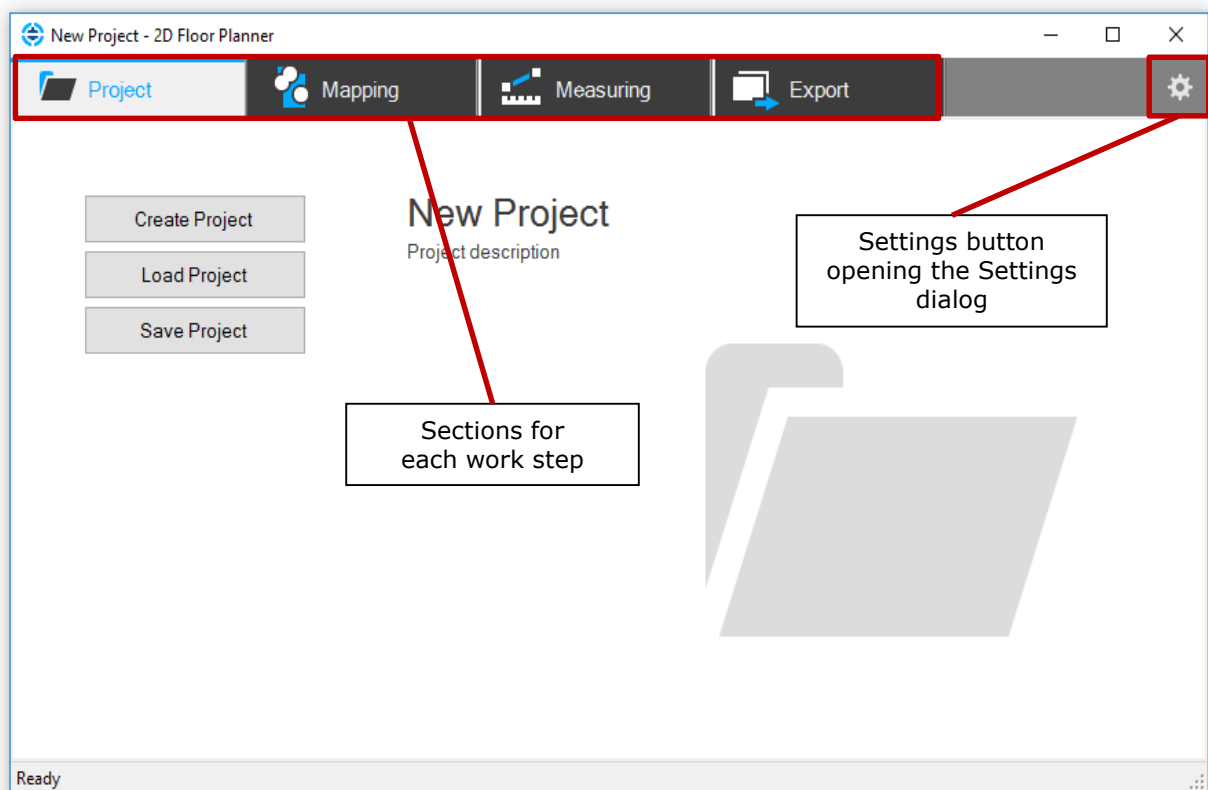 New Project - 2D Floor Planner
Project
Mapping
Measuring
Export
Create Project
Load Project
Save Project
New Project
Project description
Settings button
opening the Settings
dialog
Sections for
each work step
Ready